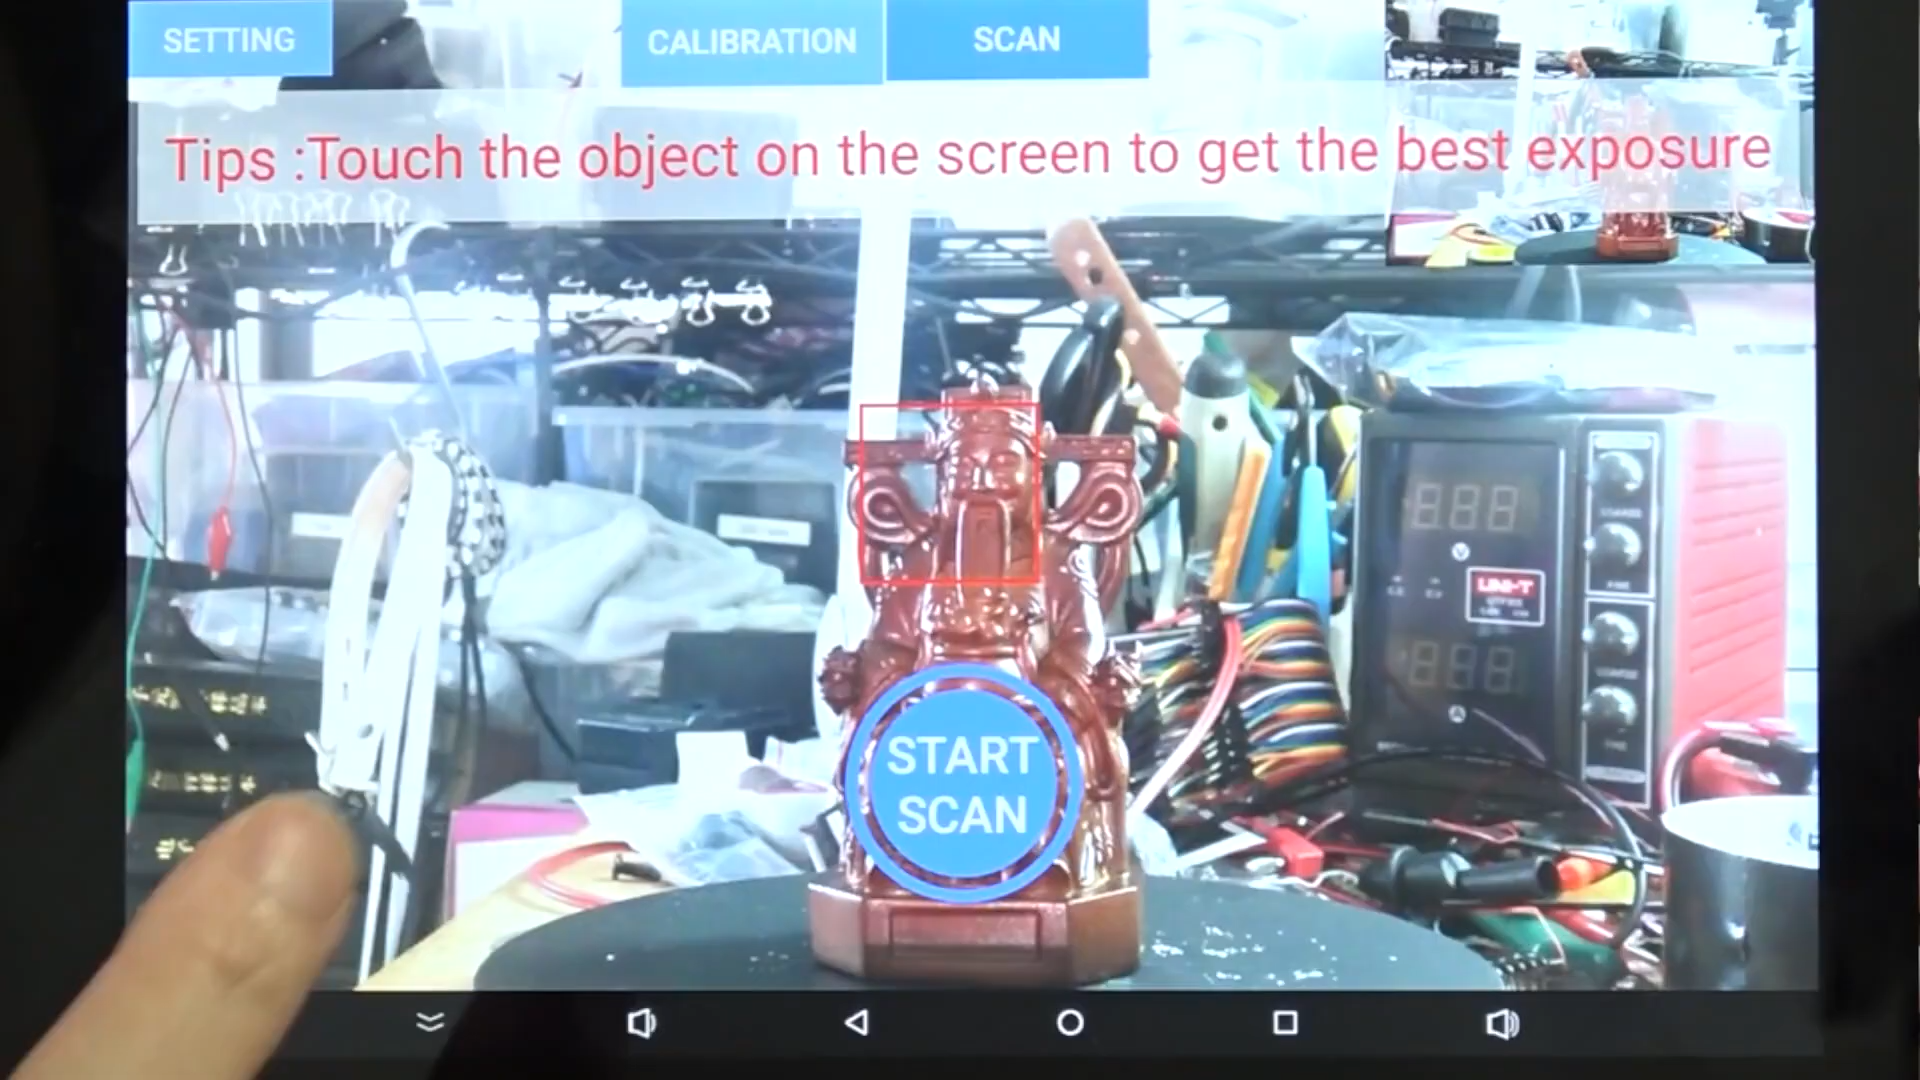 SETTING
CALIBRATION
SCAN
Tips :Touch the object on the screen to get the best exposure
UNI-T
START
SCAN